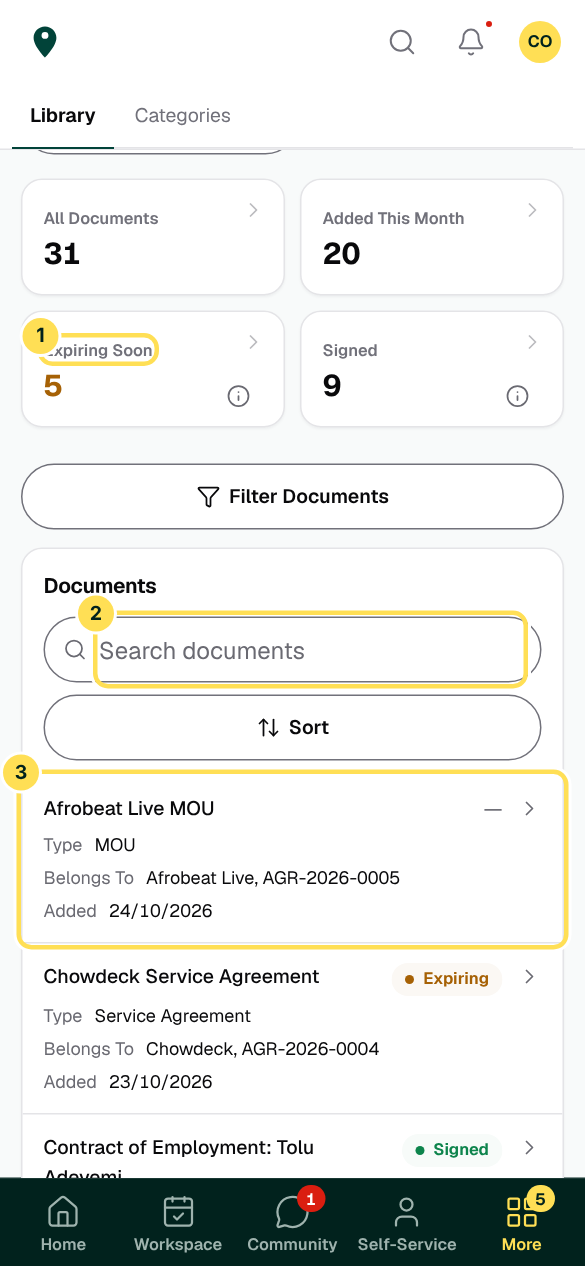 CO
Library
Categories
All Documents
31
Added This Month
20
1
Expiring Soon
5
Signed
9
Filter Documents
Documents
2
Search documents
Sort
3
Afrobeat Live MOU
Type MOU
Belongs To Afrobeat Live, AGR-2026-0005
Added 24/10/2026
Chowdeck Service Agreement
Expiring
Type Service Agreement
Belongs To Chowdeck, AGR-2026-0004
Added 23/10/2026
Contract of Employment: Tolu
Signed
Adeyemi
1
5
Home
Workspace
Community
Self-Service
More